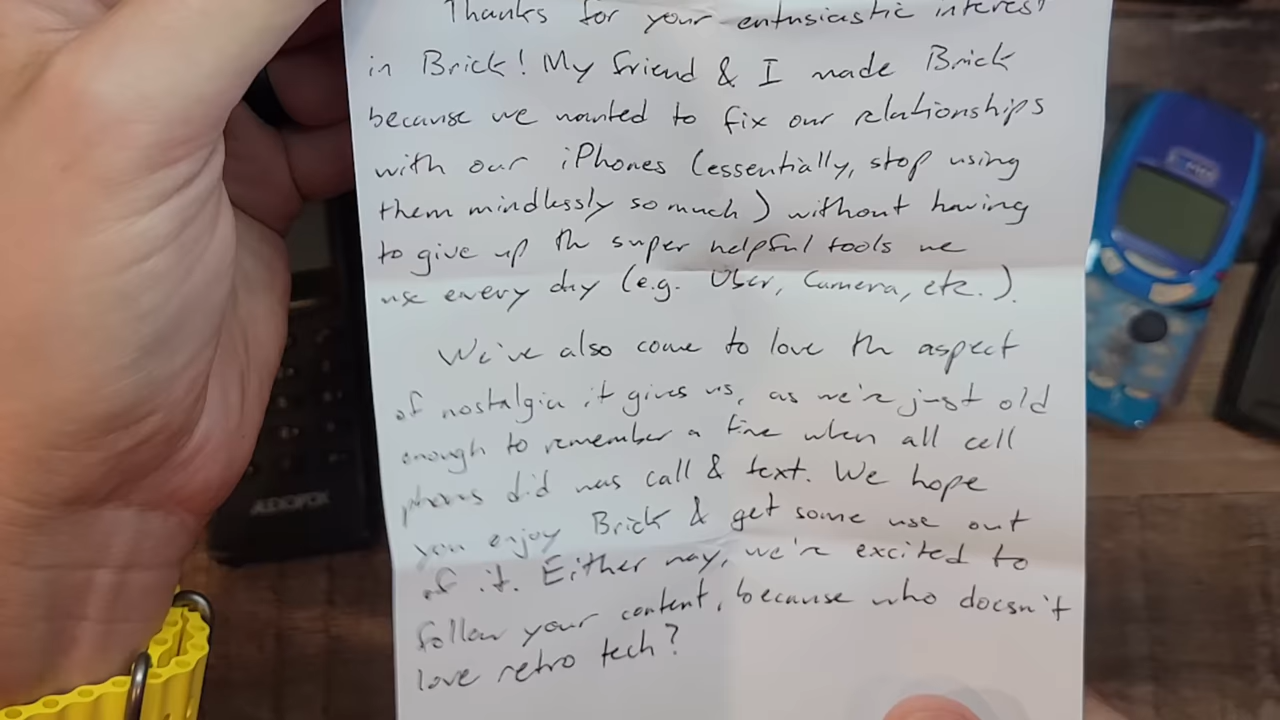 Thanks for your entusiastic interest
in Brick! My friend & I made Brick
because we wanted to fix our relationships
with our iPhones (essentially, stop using
them mindlessly so much) without having
to give up the super helpful tools we
use every day (e.g. Uber, Camera, etc.).
We've also come to love the aspect
of nostalgia it gives us, as we're just old
enough to remember a time when all cell
phones did was call & text. We hope
you enjoy Brick & get some use out
of it. Either way, we're excited to
follow your content, because who doesn't
love retro tech?
AUDIOVOX